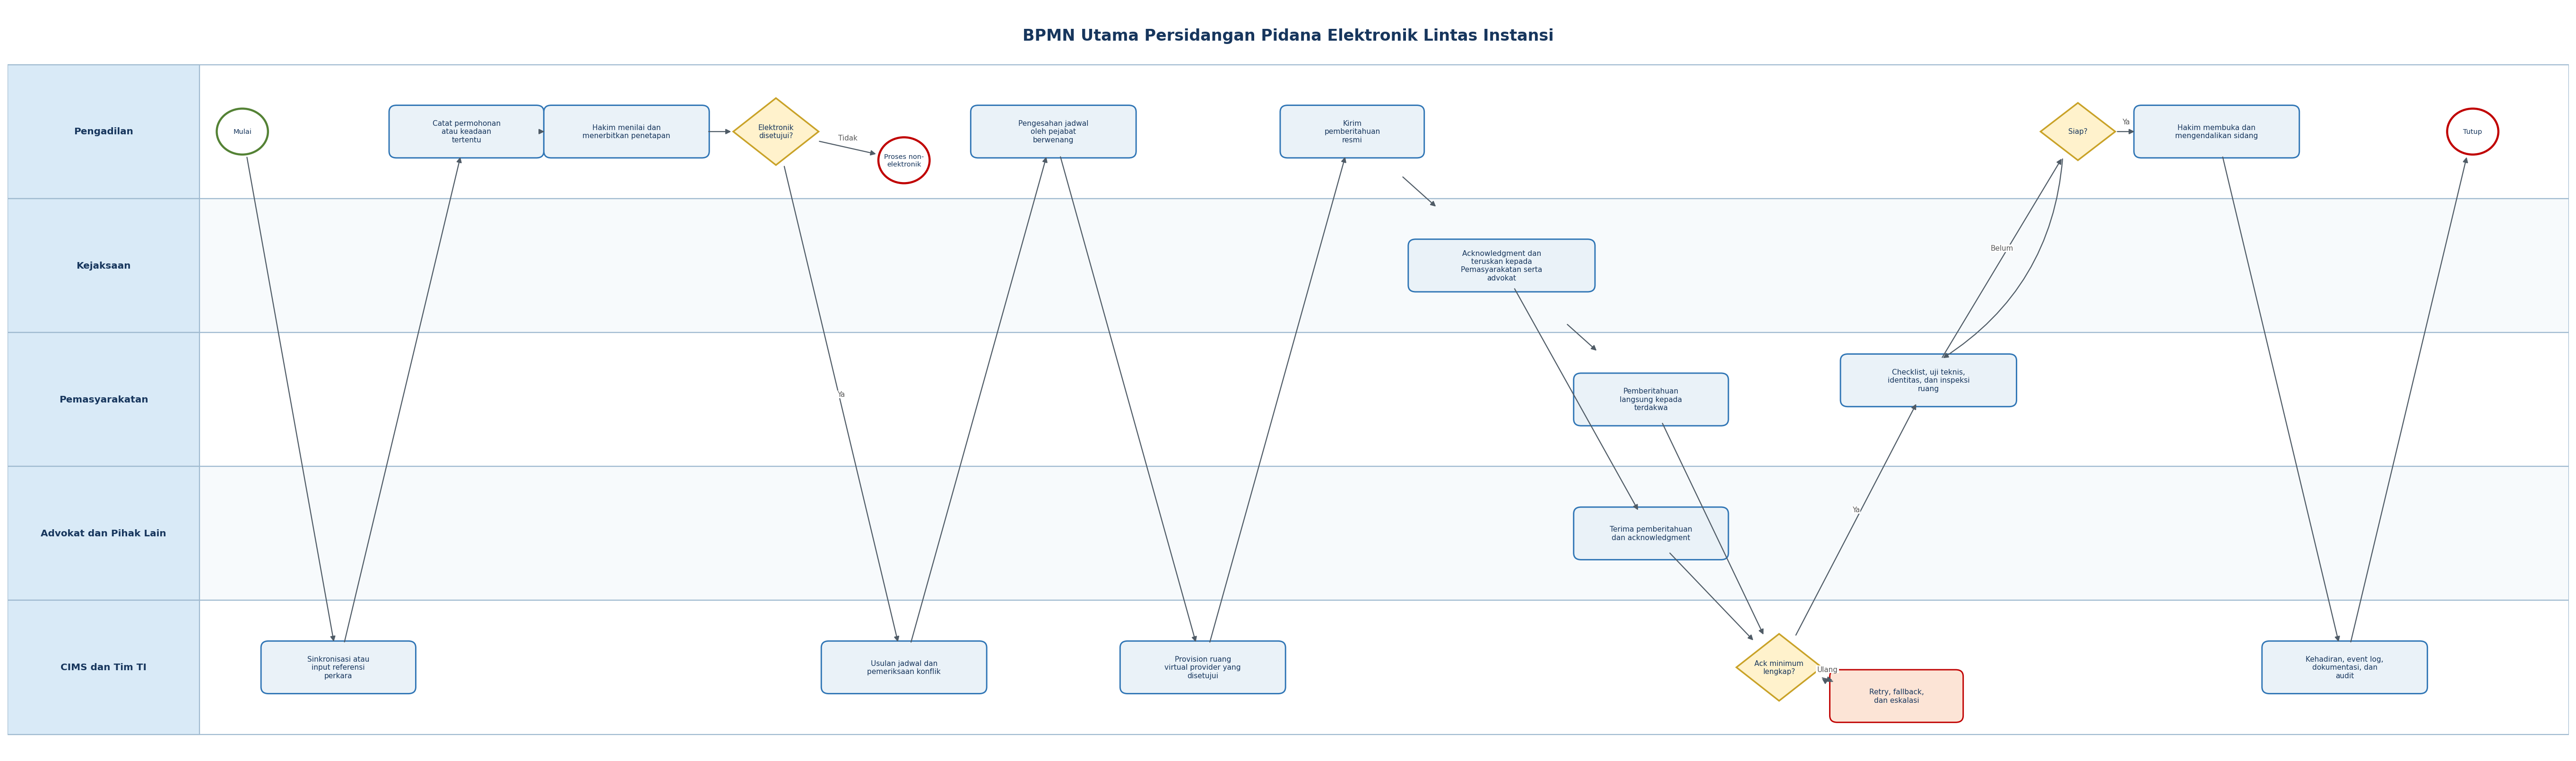 BPMN Utama Persidangan Pidana Elektronik Lintas Instansi
Pengadilan
Mulai
Catat permohonan
atau keadaan
tertentu
Hakim menilai dan
menerbitkan penetapan
Elektronik
disetujui?
Tidak
Proses non-
elektronik
Pengesahan jadwal
oleh pejabat
berwenang
Kirim
pemberitahuan
resmi
Siap?
Ya
Hakim membuka dan
mengendalikan sidang
Tutup
Kejaksaan
Acknowledgment dan
teruskan kepada
Pemasyarakatan serta
advokat
Belum
Pemasyarakatan
Ya
Pemberitahuan
langsung kepada
terdakwa
Checklist, uji teknis,
identitas, dan inspeksi
ruang
Advokat dan Pihak Lain
Terima pemberitahuan
dan acknowledgment
Ya
CIMS dan Tim TI
Sinkronisasi atau
input referensi
perkara
Usulan jadwal dan
pemeriksaan konflik
Provision ruang
virtual provider yang
disetujui
Ack minimum
lengkap?
Ulang
Retry, fallback,
dan eskalasi
Kehadiran, event log,
dokumentasi, dan
audit